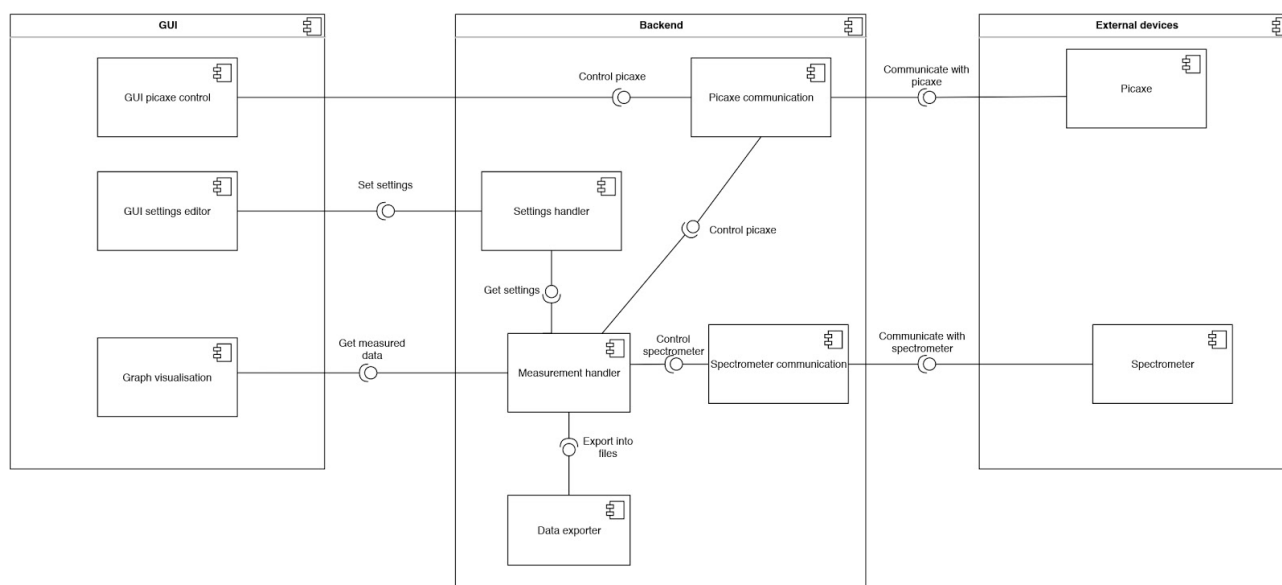 GUI
Backend
External devices
GUI picaxe control
Control picaxe
Picaxe communication
Communicate with
picaxe
Picaxe
GUI settings editor
Set settings
Settings handler
Control picaxe
Get settings
Graph visualisation
Get measured
data
Measurement handler
Control
spectrometer
Spectrometer communication
Communicate with
spectrometer
Spectrometer
Export into
files
Data exporter